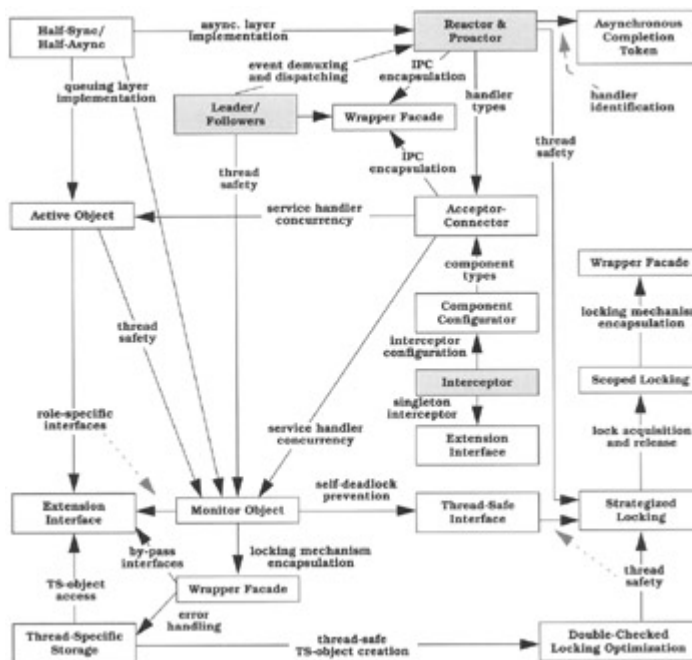 Half-Sync/
Half-Async
async. layer
implementation
Reactor &
Proactor
Asynchronous
Completion
Token
event demuxing
and dispatching
queuing layer
implementation
IPC
encapsulation
handler
types
handler
identification
Leader/
Followers
Wrapper Facade
thread
safety
IPC
encapsulation
thread
safety
Active Object
service handler
concurrency
Acceptor-
Connector
component
types
Wrapper Facade
thread
safety
Component
Configurator
locking mechanism
encapsulation
interceptor
configuration
Interceptor
Scoped Locking
singleton
interceptor
role-specific
interfaces
service handler
concurrency
Extension
Interface
lock acquisition
and release
self-deadlock
prevention
Extension
Interface
Monitor Object
Thread-Safe
Interface
Strategized
Locking
by-pass
interfaces
locking mechanism
encapsulation
TS-object
access
Wrapper Facade
thread
safety
error
handling
Thread-Specific
Storage
thread-safe
TS-object creation
Double-Checked
Locking Optimization